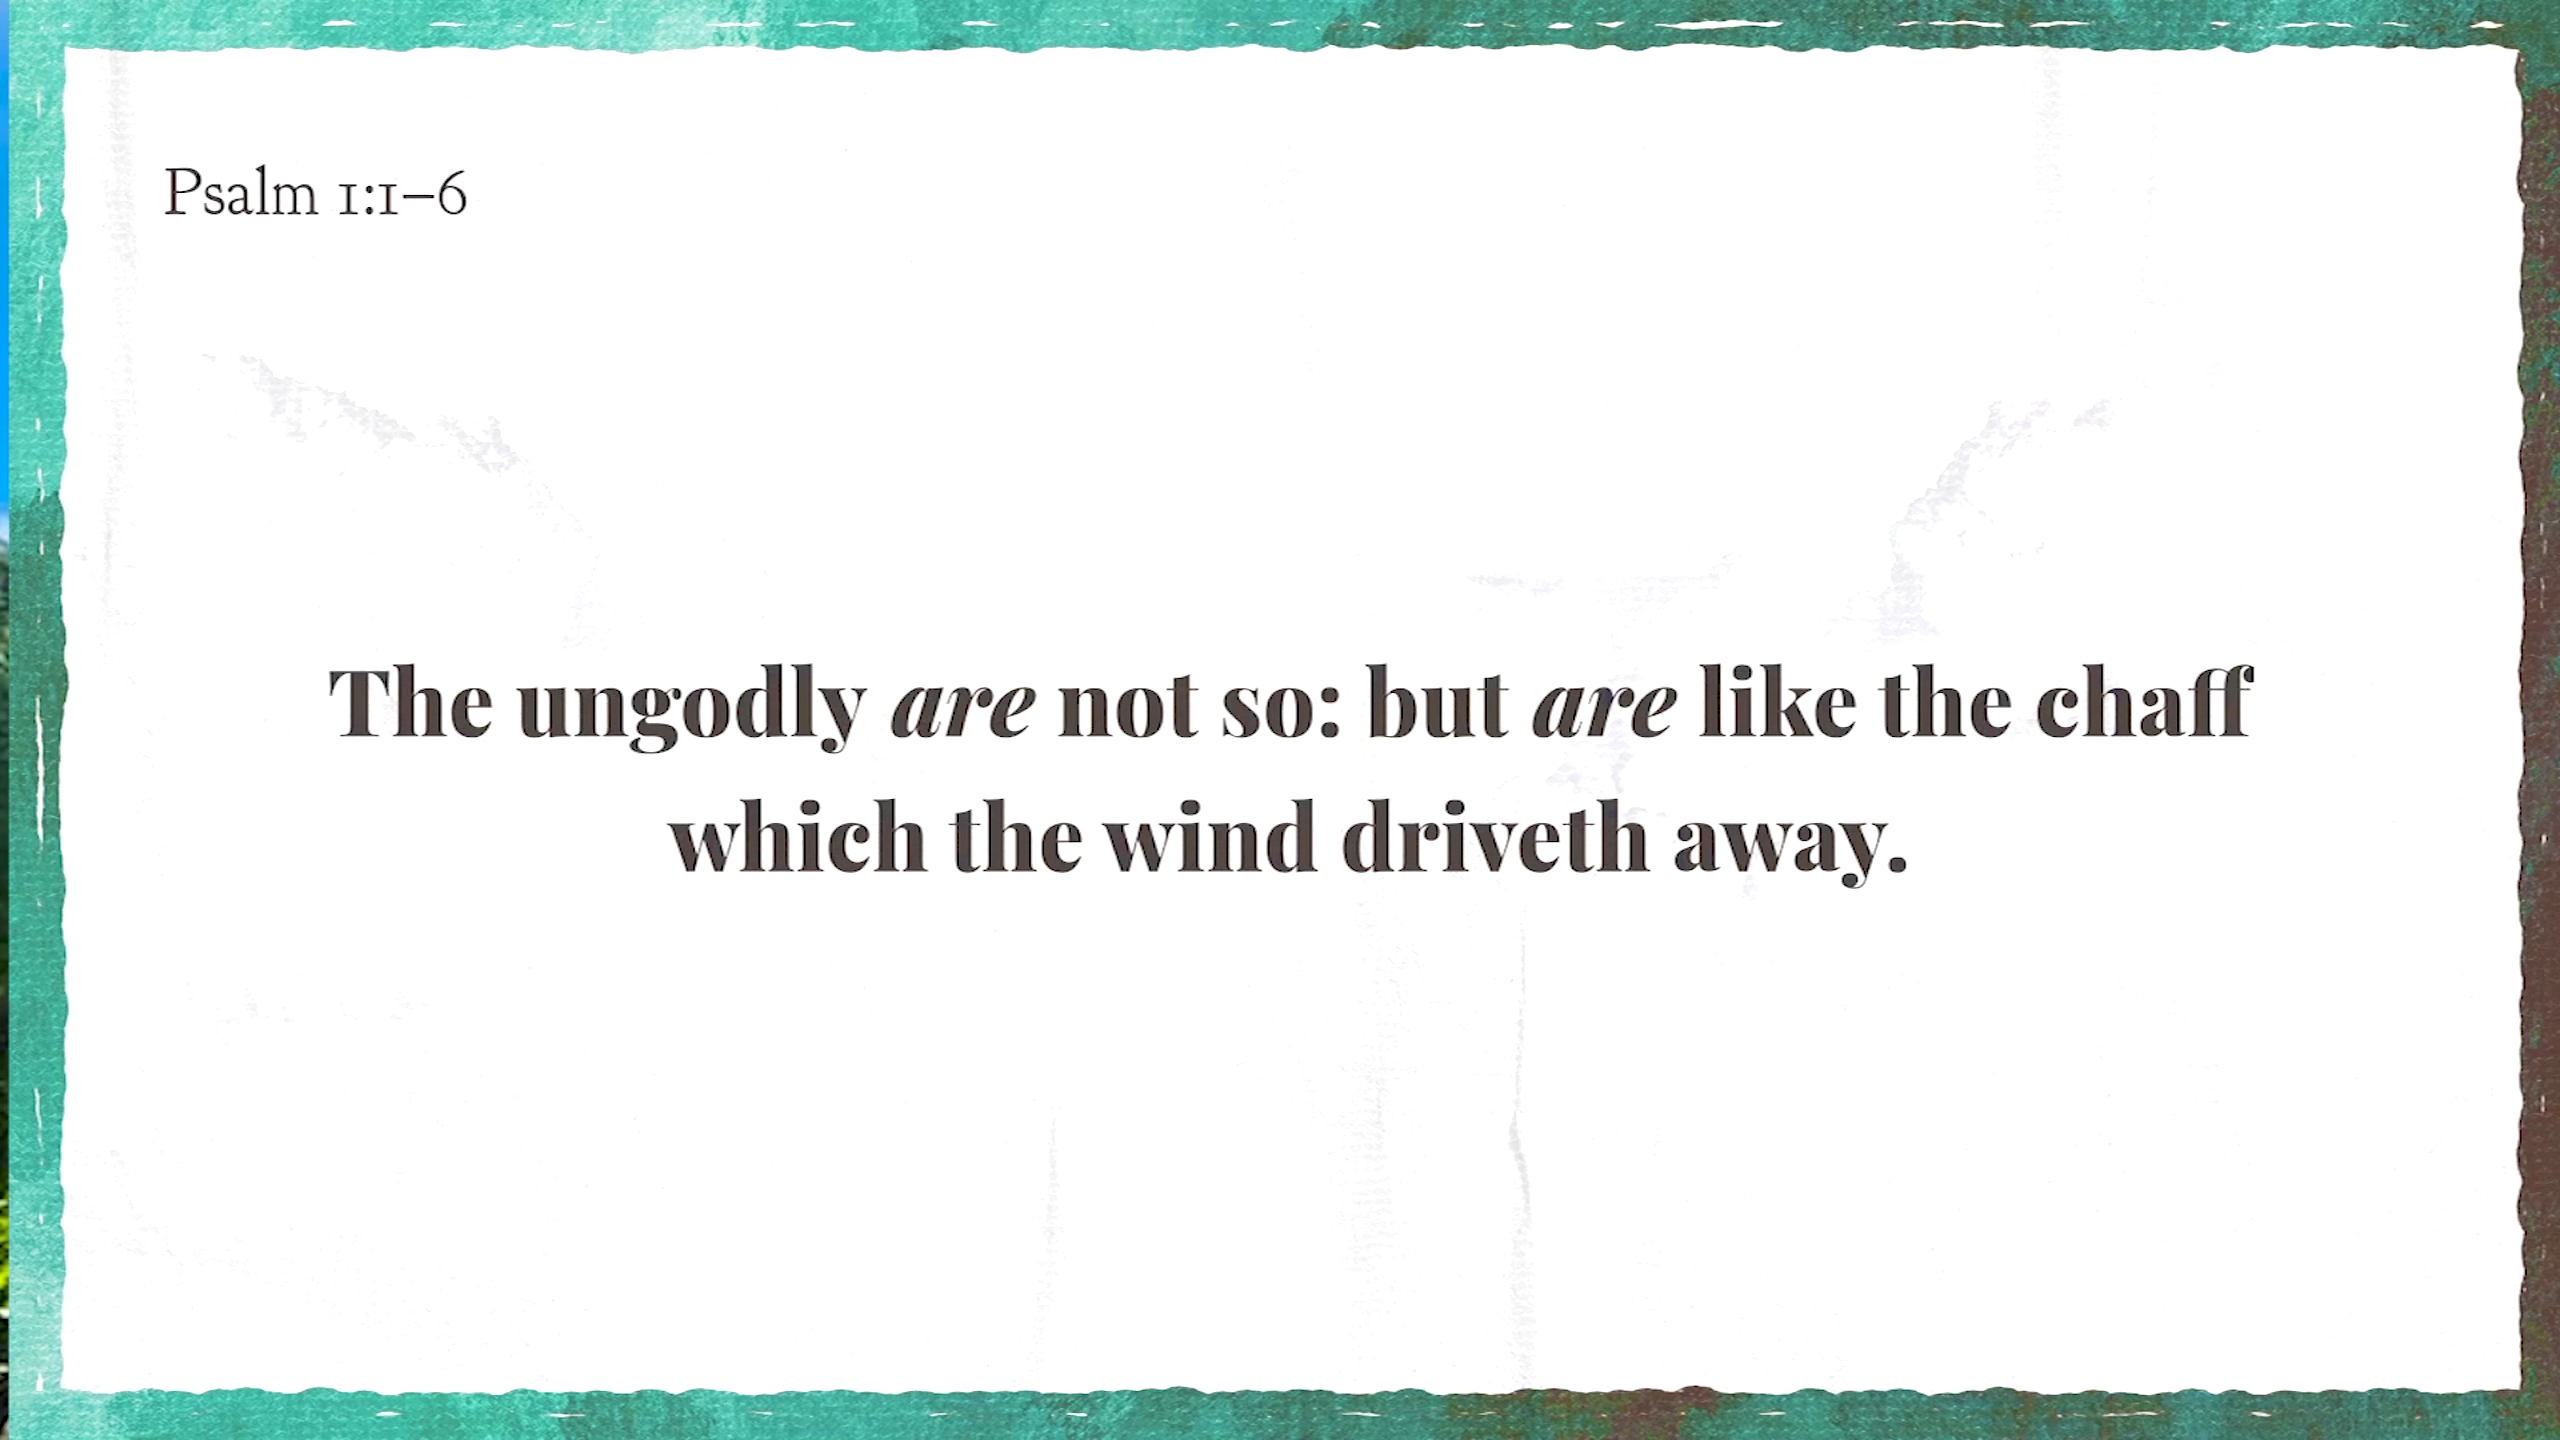 Psalm 1:1–6
The ungodly are not so: but are like the chaff
which the wind driveth away.